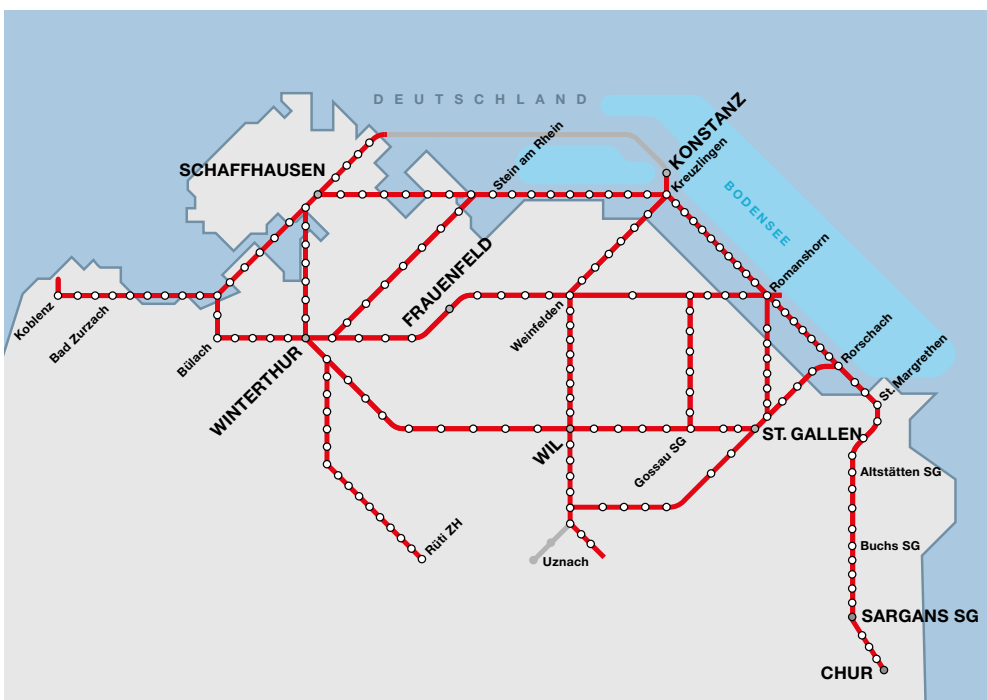 DEUTSCHLAND
KONSTANZ
SCHAFFHAUSEN
Stein am Rhein
Kreuzlingen
BODENSEE
FRAUENFELD
Romanshorn
Koblenz
Bad Zurzach
Weinfelden
Bülach
Rorschach
WINTERTHUR
St. Margrethen
WIL
Gossau SG
ST. GALLEN
Altstätten SG
Rüti ZH
Uznach
Buchs SG
SARGANS SG
CHUR